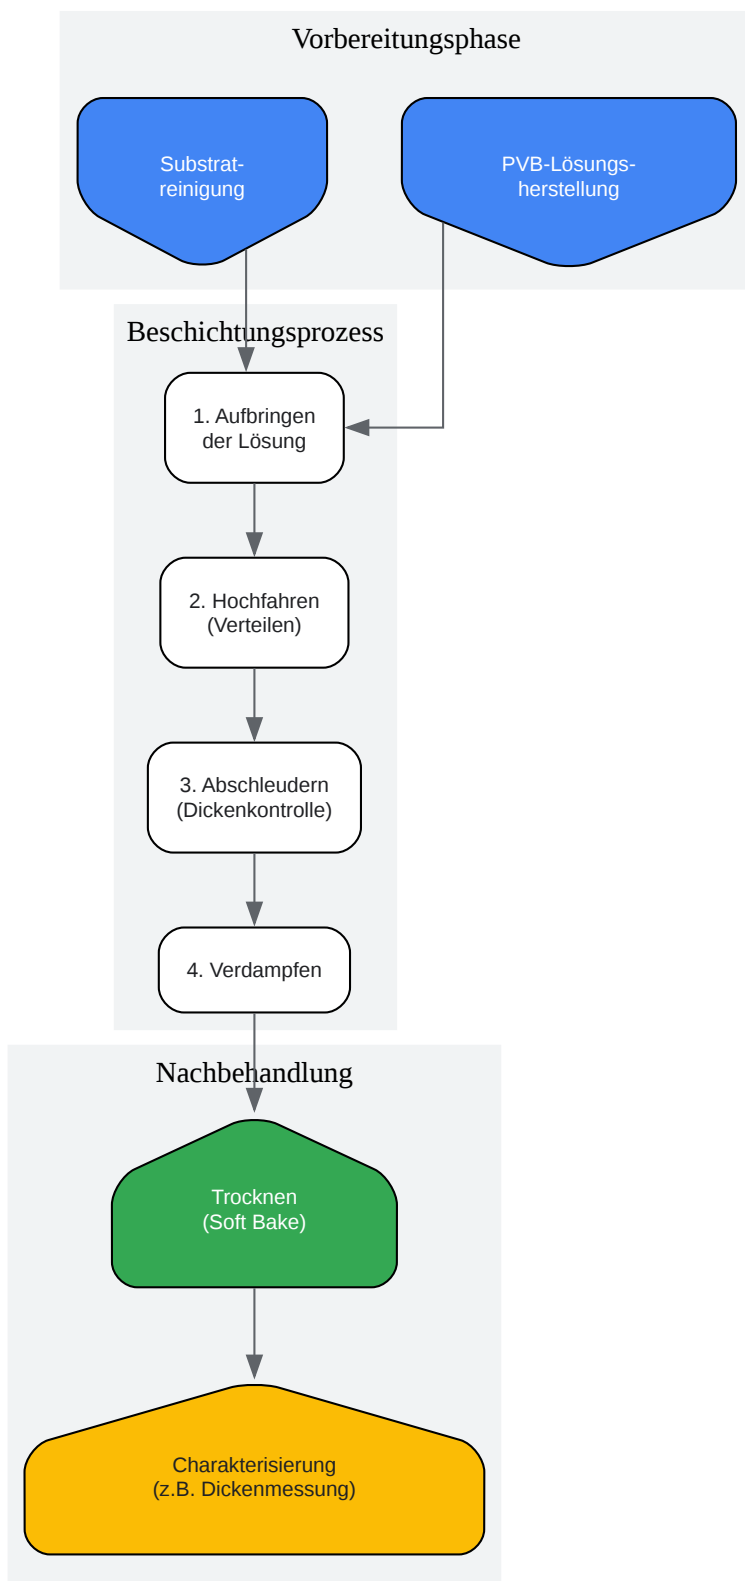 Vorbereitungsphase
Substrat-
reinigung
PVB-Lösungs-
herstellung
Beschichtungsprozess
1. Aufbringen
der Lösung
2. Hochfahren
(Verteilen)
3. Abschleudern
(Dickenkontrolle)
4. Verdampfen
Nachbehandlung
Trocknen
(Soft Bake)
Charakterisierung
(z.B. Dickenmessung)